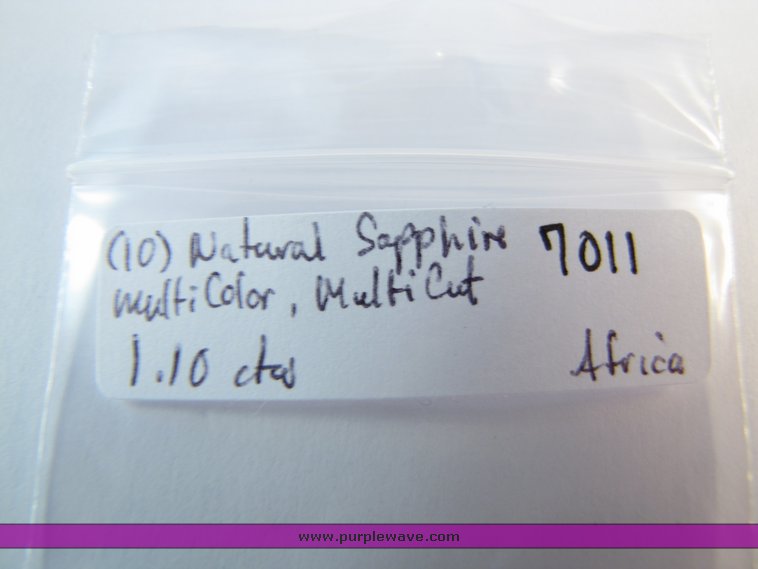 (10) Natural Sapphire 7011
MultiColor, MultiCut
1.10 ctw Africa
www.purplewave.com